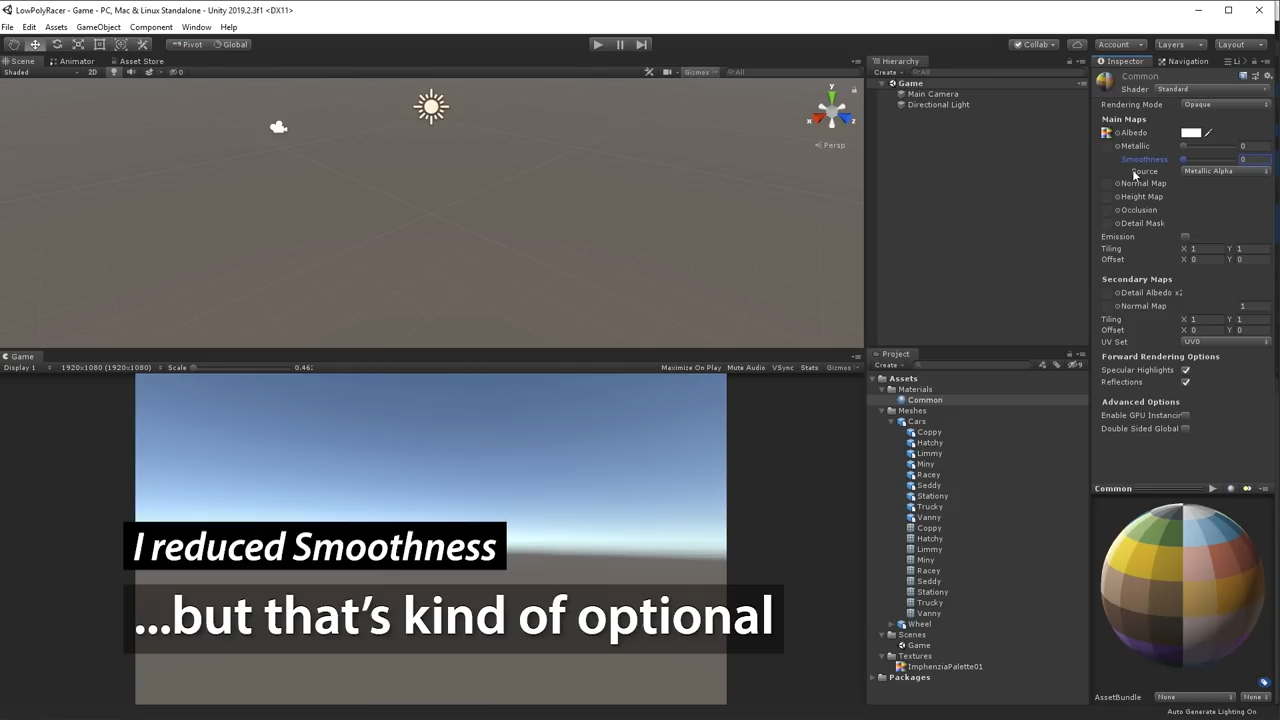 LowPolyRacer - Game - PC, Mac & Linux Standalone - Unity 2019.2.3f1 <DX11>
File Edit Assets GameObject Component Window Help
Pivot Global Collab Account Layers Layout
Scene Animator Asset Store
Shaded 2D 0 Gizmos All
y
x z
Persp
Game
Display 1 1920x1080 (1920x1080) Scale 0.46: Maximize On Play Mute Audio VSync Stats Gizmos
I reduced Smoothness
...but that's kind of optional
Hierarchy
Create All
Game
Main Camera
Directional Light
Project
Create 9
Assets
Materials
Common
Meshes
Cars
Coppy
Hatchy
Limmy
Miny
Racey
Seddy
Stationy
Trucky
Vanny
Coppy
Hatchy
Limmy
Miny
Racey
Seddy
Stationy
Trucky
Vanny
Wheel
Scenes
Game
Textures
ImphenziaPalette01
Packages
Inspector Navigation Li
Common
Shader Standard
Rendering Mode Opaque
Main Maps
Albedo
Metallic 0
Smoothness 0
Source Metallic Alpha
Normal Map
Height Map
Occlusion
Detail Mask
Emission
Tiling X 1 Y 1
Offset X 0 Y 0
Secondary Maps
Detail Albedo x2
Normal Map 1
Tiling X 1 Y 1
Offset X 0 Y 0
UV Set UV0
Forward Rendering Options
Specular Highlights
Reflections
Advanced Options
Enable GPU Instancin
Double Sided Global
Common
AssetBundle None None
Auto Generate Lighting On